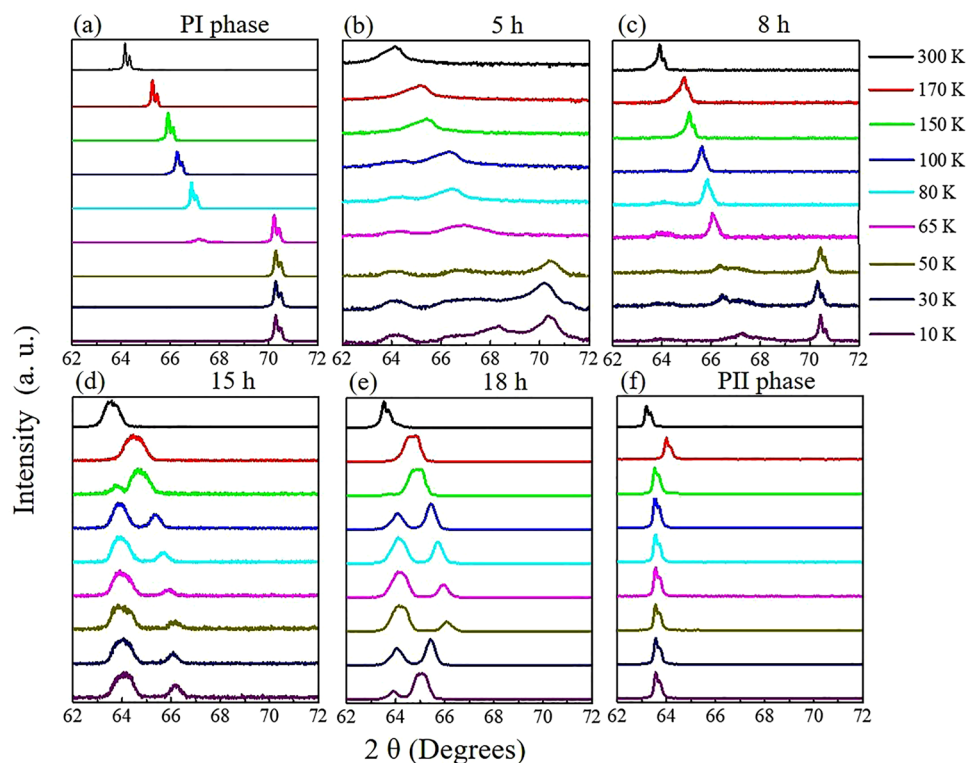 (a) PI phase
(b) 5 h
(c) 8 h
300 K
170 K
150 K
100 K
80 K
65 K
50 K
30 K
10 K
62 64 66 68 70 72
62 64 66 68 70 72
62 64 66 68 70 72
(d) 15 h
(e) 18 h
(f) PII phase
62 64 66 68 70 72
62 64 66 68 70 72
62 64 66 68 70 72
Intensity (a. u.)
2 θ (Degrees)